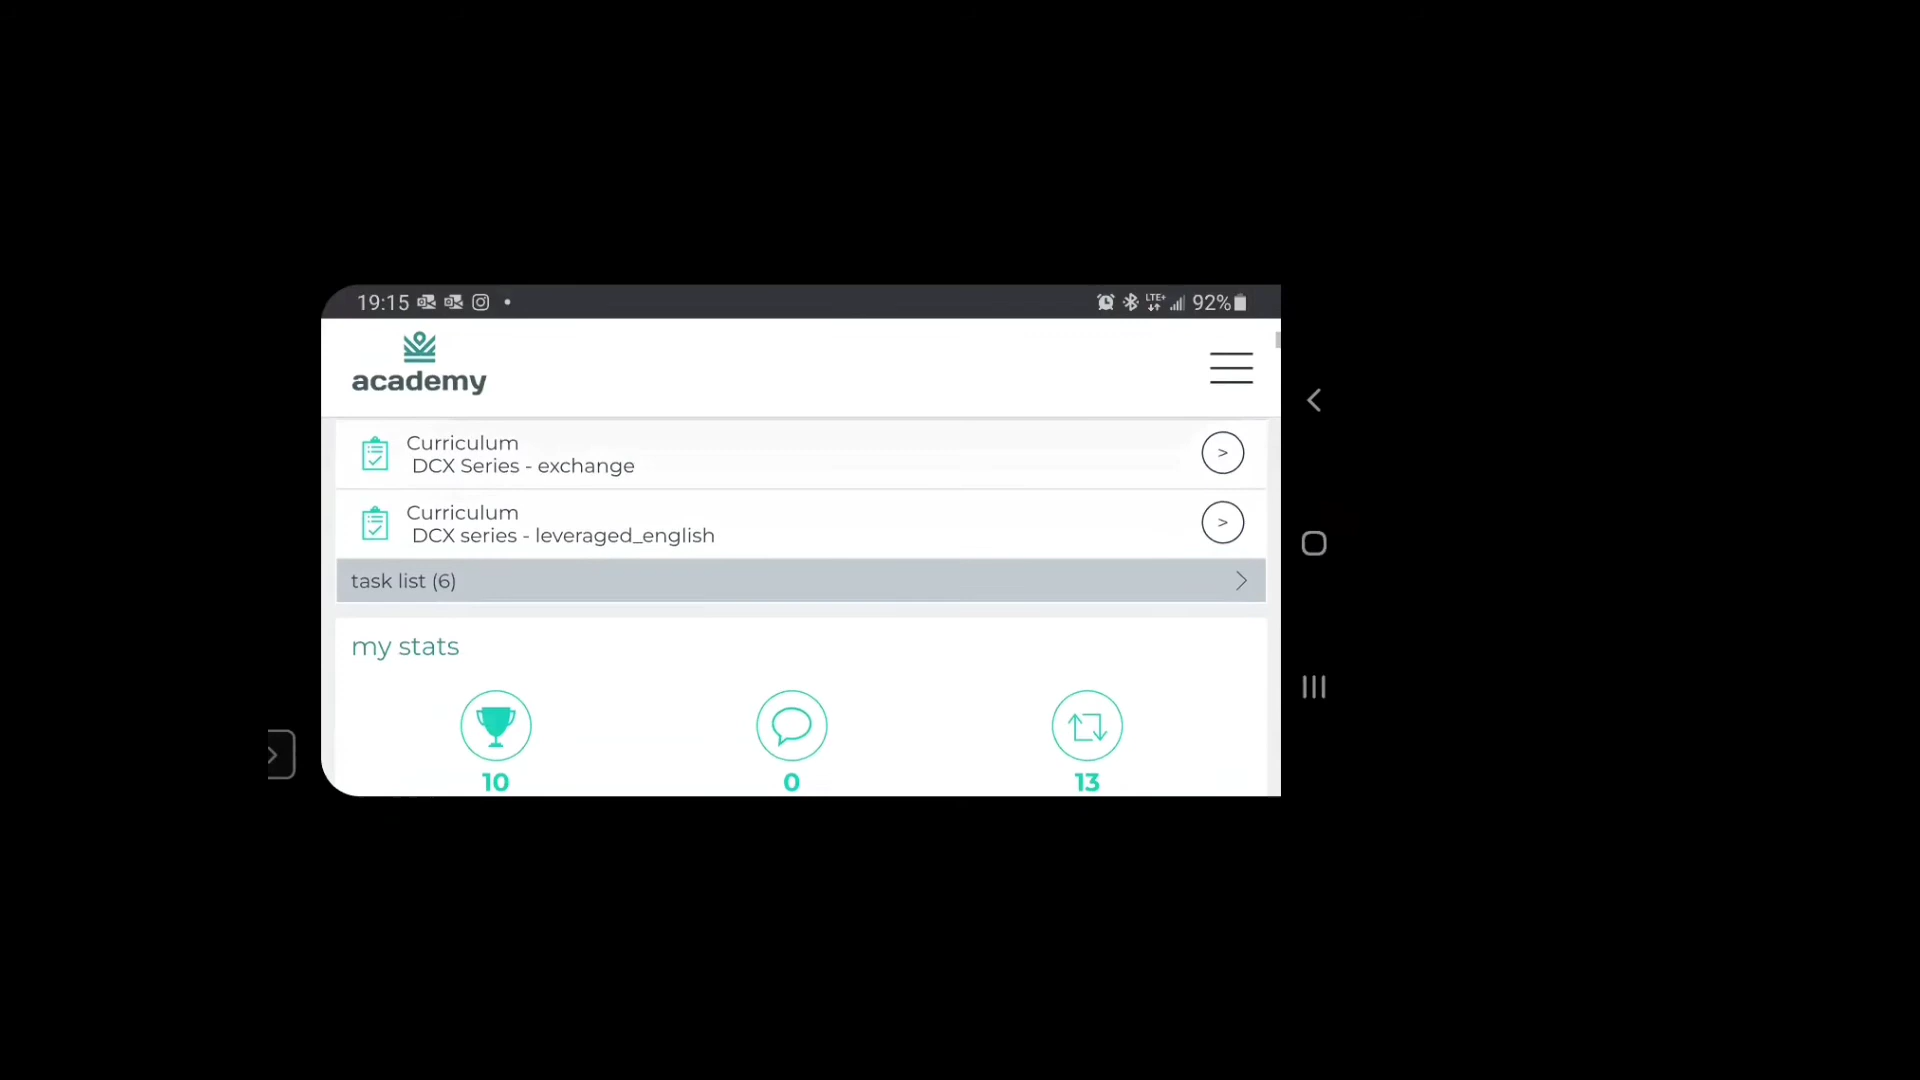 19:15
LTE+
92%
academy
Curriculum
DCX Series - exchange
>
Curriculum
DCX series - leveraged_english
>
task list (6)
my stats
10
0
13